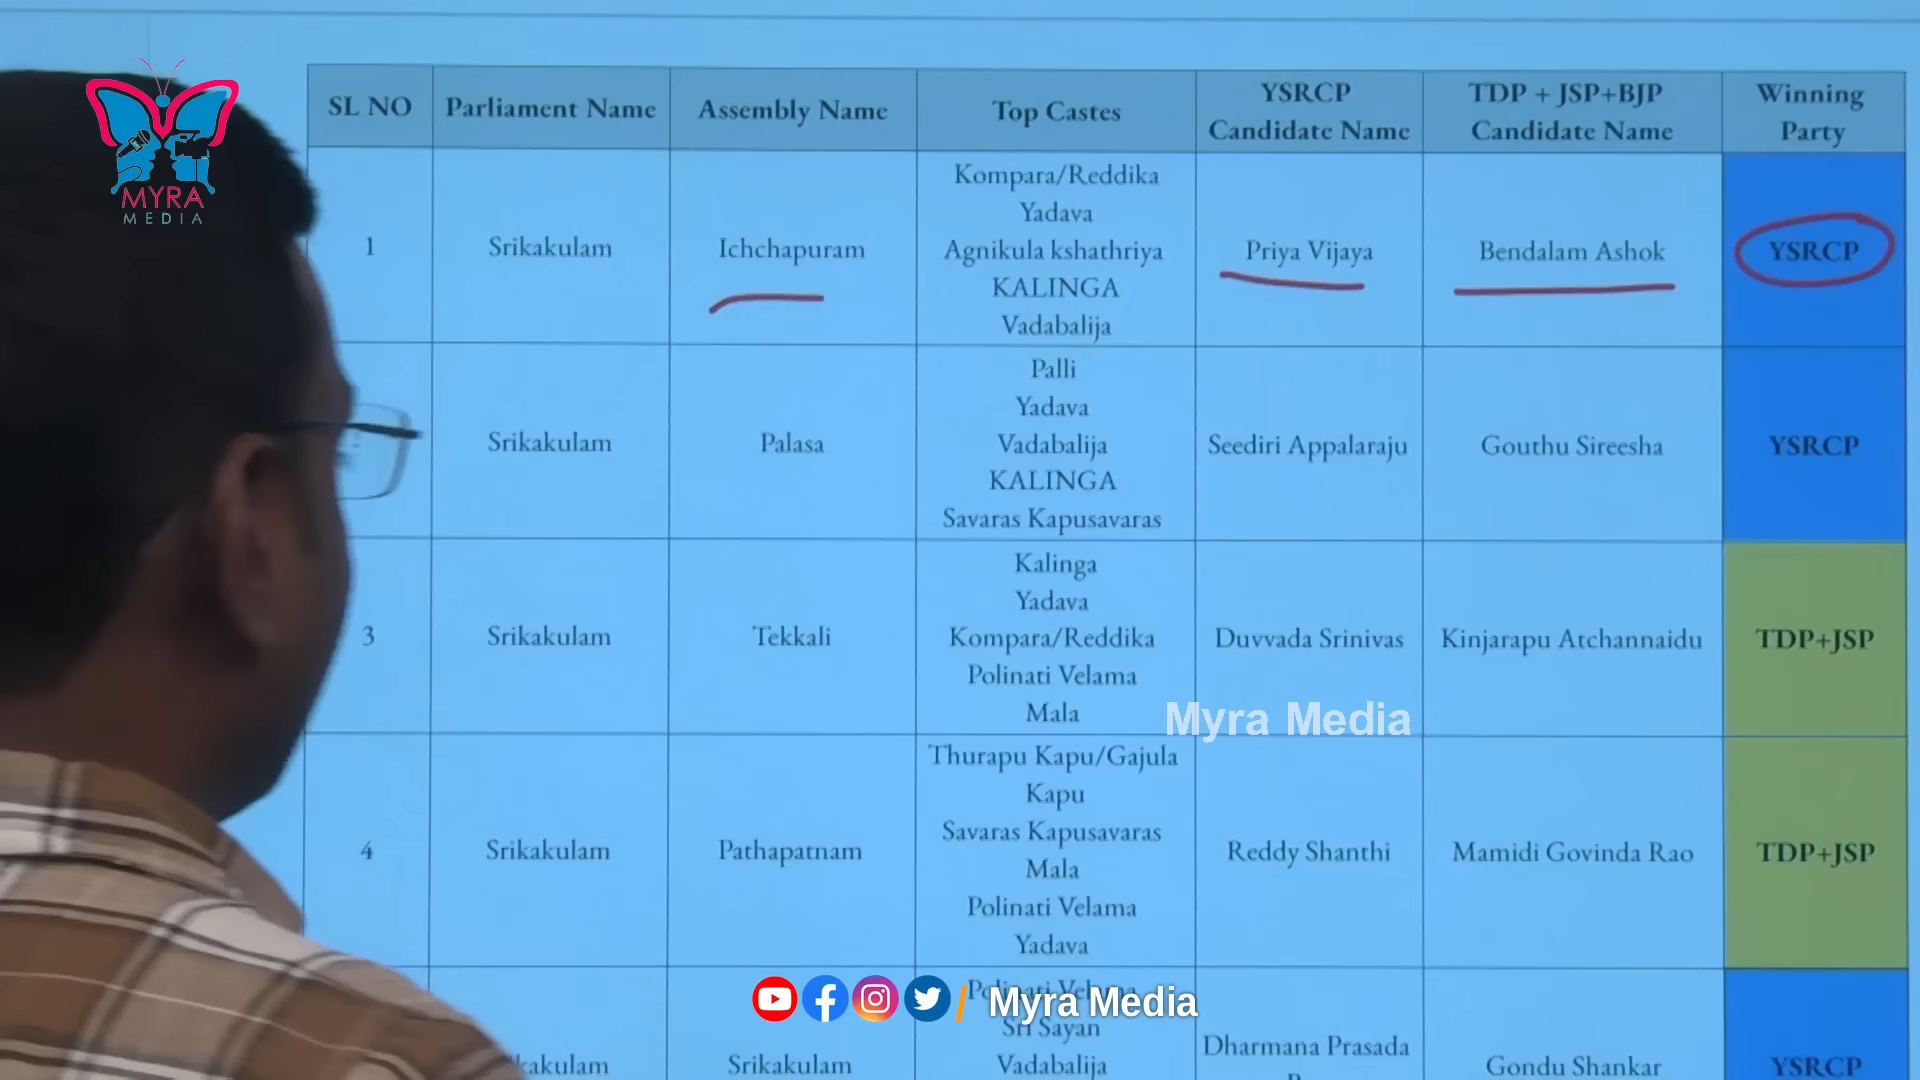 MYRA
MEDIA
SL NO
Parliament Name
Assembly Name
Top Castes
YSRCP
Candidate Name
TDP + JSP+BJP
Candidate Name
Winning
Party
1
Srikakulam
Ichchapuram
Kompara/Reddika
Yadava
Agnikula kshathriya
KALINGA
Vadabalija
Priya Vijaya
Bendalam Ashok
YSRCP
Srikakulam
Palasa
Palli
Yadava
Vadabalija
KALINGA
Savaras Kapusavaras
Seediri Appalaraju
Gouthu Sireesha
YSRCP
3
Srikakulam
Tekkali
Kalinga
Yadava
Kompara/Reddika
Polinati Velama
Mala
Duvvada Srinivas
Kinjarapu Atchannaidu
TDP+JSP
Myra Media
4
Srikakulam
Pathapatnam
Thurapu Kapu/Gajula
Kapu
Savaras Kapusavaras
Mala
Polinati Velama
Yadava
Reddy Shanthi
Mamidi Govinda Rao
TDP+JSP
kakulam
Srikakulam
Polinati Velama
Sri Sayan
Vadabalija
Dharmana Prasada
Gondu Shankar
YSRCP
/ Myra Media